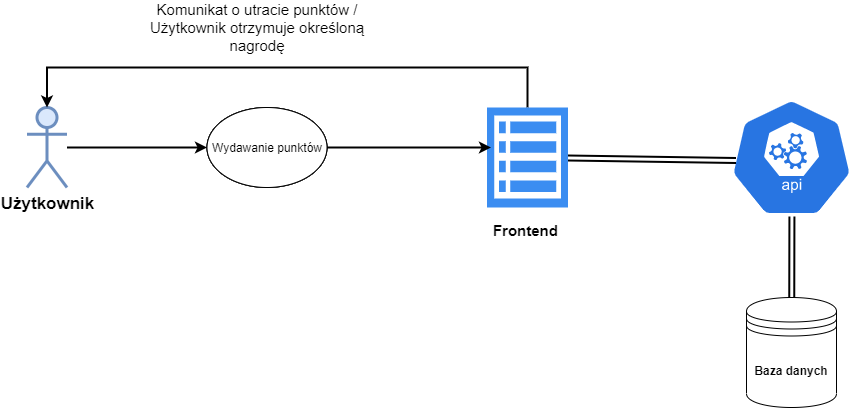 Komunikat o utracie punktów /
Użytkownik otrzymuje określoną
nagrodę
Wydawanie punktów
api
Użytkownik
Frontend
Baza danych